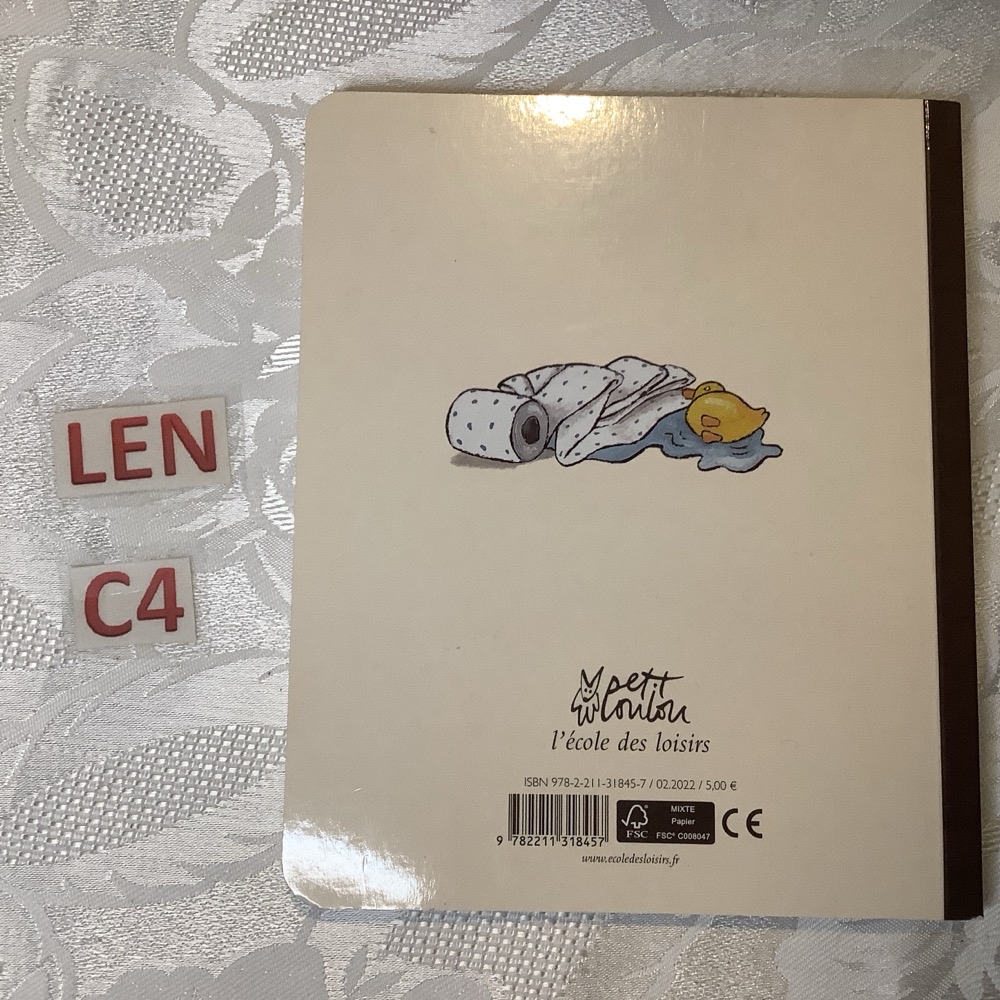 LEN
C4
petit
loulou
l'école des loisirs
ISBN 978-2-211-31845-7 / 02.2022 / 5,00 €
9 782211 318457
FSC
MIXTE
Papier
FSC® C008047
CE
www.ecoledesloisirs.fr